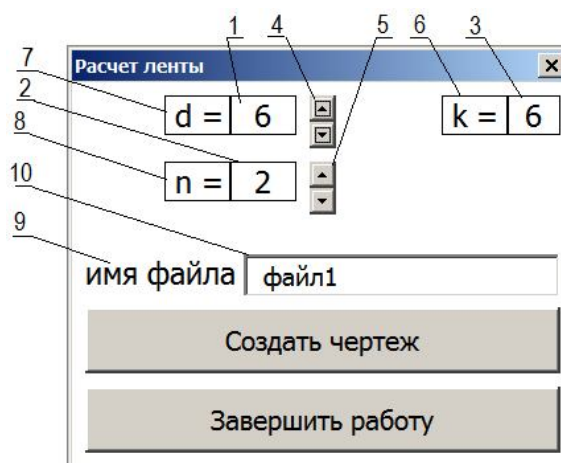 1 4 5 6 3
7
Расчет ленты
2
d = 6
k = 6
8
n = 2
10
9
имя файла файл1
Создать чертеж
Завершить работу